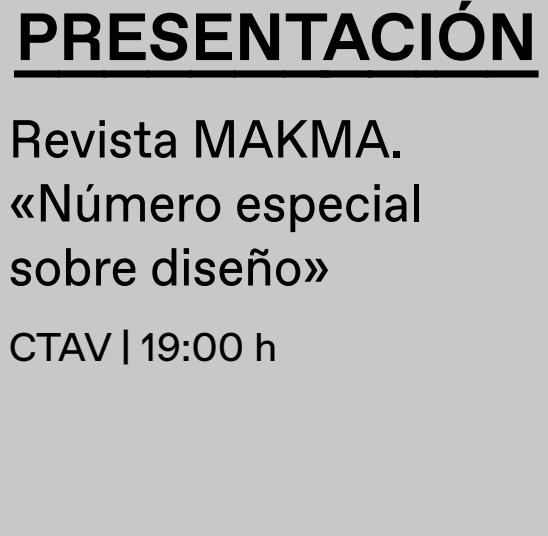 PRESENTACIÓN
Revista MAKMA.
«Número especial
sobre diseño»
CTAV | 19:00 h